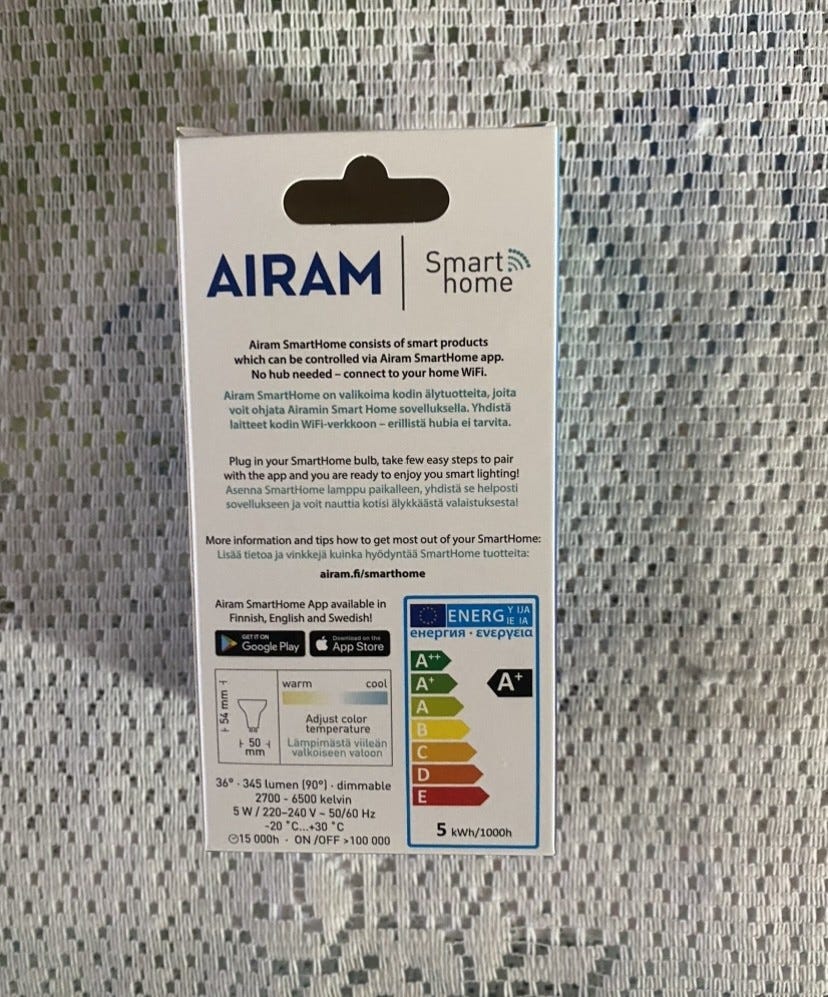 AIRAM
Smart
home
Airam SmartHome consists of smart products
which can be controlled via Airam SmartHome app.
No hub needed – connect to your home WiFi.
Airam SmartHome on valikoima kodin älytuotteita, joita
voit ohjata Airamin Smart Home sovelluksella. Yhdistä
laitteet kodin WiFi-verkkoon – erillistä hubia ei tarvita.
Plug in your SmartHome bulb, take few easy steps to pair
with the app and you are ready to enjoy you smart lighting!
Asenna SmartHome lamppu paikalleen, yhdistä se helposti
sovellukseen ja voit nauttia kotisi älykkäästä valaistuksesta!
More information and tips how to get most out of your SmartHome:
Lisää tietoa ja vinkkejä kuinka hyödyntää SmartHome tuotteita:
airam.fi/smarthome
Airam SmartHome App available in
Finnish, English and Swedish!
GET IT ON
Google Play
Download on the
App Store
54 mm
50
mm
warm cool
Adjust color
temperature
Lämpimästä viileän
valkoiseen valoon
36° · 345 lumen (90°) · dimmable
2700 - 6500 kelvin
5 W / 220–240 V ~ 50/60 Hz
-20 °C...+30 °C
15 000h · ON /OFF >100 000
ENERG Y IJA
IE IA
енергия · ενεργεια
A++
A+
A
B
C
D
E
A+
5 kWh/1000h